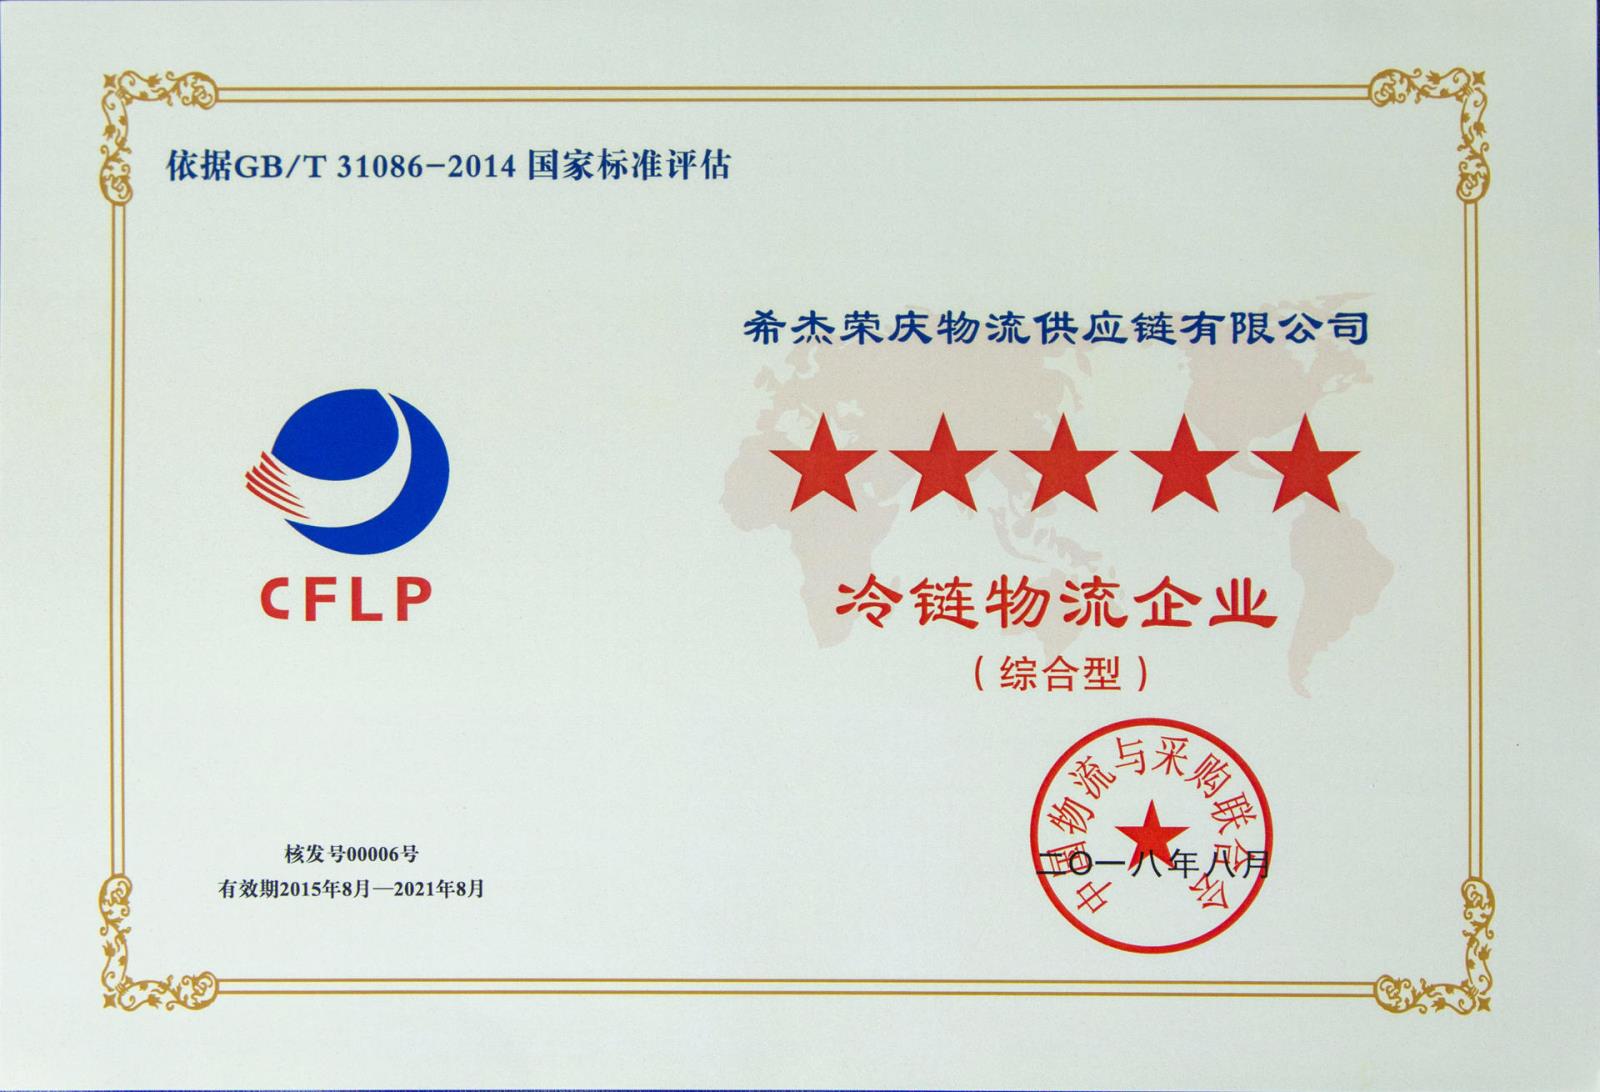 依据GB/T 31086-2014 国家标准评估
希杰荣庆物流供应链有限公司
CFLP
冷链物流企业
(综合型)
中国物流与采购联合会
二〇一八年八月
核发号00006号
有效期2015年8月—2021年8月